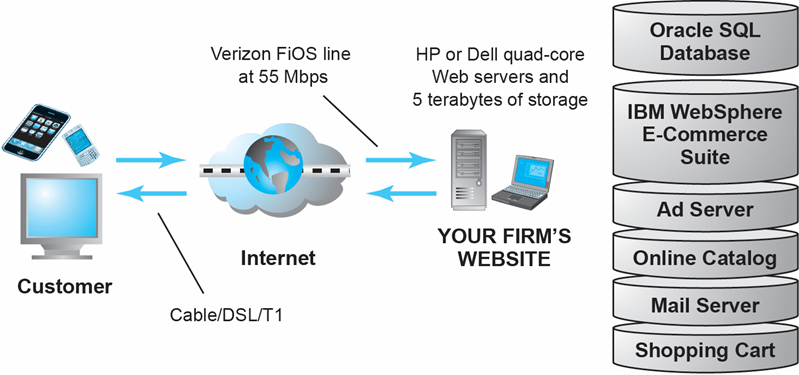 Verizon FiOS line
at 55 Mbps
HP or Dell quad-core
Web servers and
5 terabytes of storage
Customer
Cable/DSL/T1
Internet
YOUR FIRM'S
WEBSITE
Oracle SQL
Database
IBM WebSphere
E-Commerce
Suite
Ad Server
Online Catalog
Mail Server
Shopping Cart